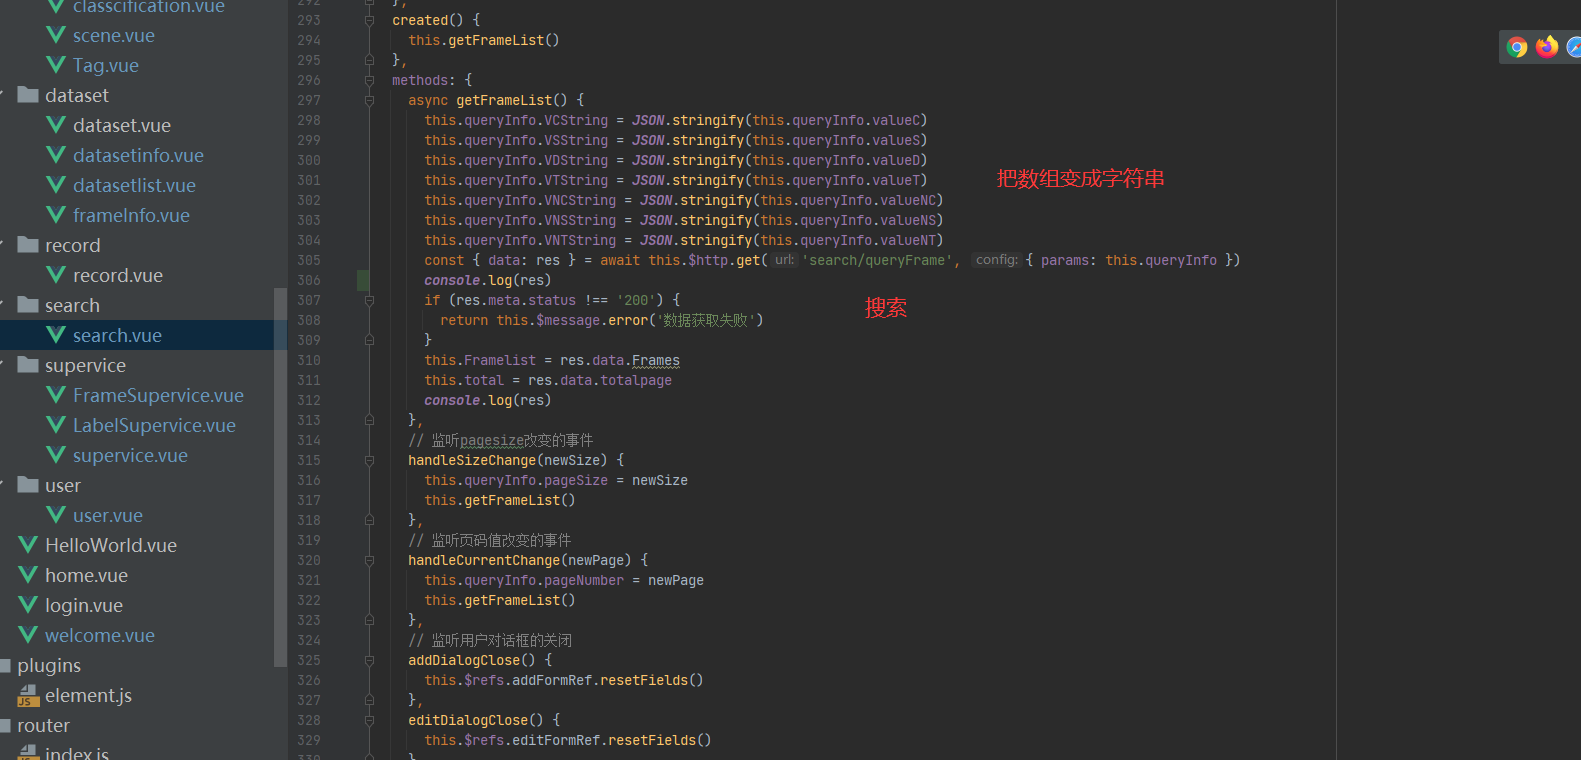 classcification.vue
scene.vue
Tag.vue
dataset
dataset.vue
datasetinfo.vue
datasetlist.vue
frameInfo.vue
record
record.vue
search
search.vue
supervice
FrameSupervice.vue
LabelSupervice.vue
supervice.vue
user
user.vue
HelloWorld.vue
home.vue
login.vue
welcome.vue
plugins
element.js
router
index.js
292 },
293 created() {
294 this.getFrameList()
295 },
296 methods: {
297 async getFrameList() {
298 this.queryInfo.VCString = JSON.stringify(this.queryInfo.valueC)
299 this.queryInfo.VSString = JSON.stringify(this.queryInfo.valueS)
300 this.queryInfo.VDString = JSON.stringify(this.queryInfo.valueD)
301 this.queryInfo.VTString = JSON.stringify(this.queryInfo.valueT)
把数组变成字符串
302 this.queryInfo.VNCString = JSON.stringify(this.queryInfo.valueNC)
303 this.queryInfo.VNSString = JSON.stringify(this.queryInfo.valueNS)
304 this.queryInfo.VNTString = JSON.stringify(this.queryInfo.valueNT)
305 const { data: res } = await this.$http.get( url: 'search/queryFrame', config: { params: this.queryInfo })
306 console.log(res)
307 if (res.meta.status !== '200') {
搜索
308 return this.$message.error('数据获取失败')
309 }
310 this.Framelist = res.data.Frames
311 this.total = res.data.totalpage
312 console.log(res)
313 },
314 // 监听pagesize改变的事件
315 handleSizeChange(newSize) {
316 this.queryInfo.pageSize = newSize
317 this.getFrameList()
318 },
319 // 监听页码值改变的事件
320 handleCurrentChange(newPage) {
321 this.queryInfo.pageNumber = newPage
322 this.getFrameList()
323 },
324 // 监听用户对话框的关闭
325 addDialogClose() {
326 this.$refs.addFormRef.resetFields()
327 },
328 editDialogClose() {
329 this.$refs.editFormRef.resetFields()
330 }